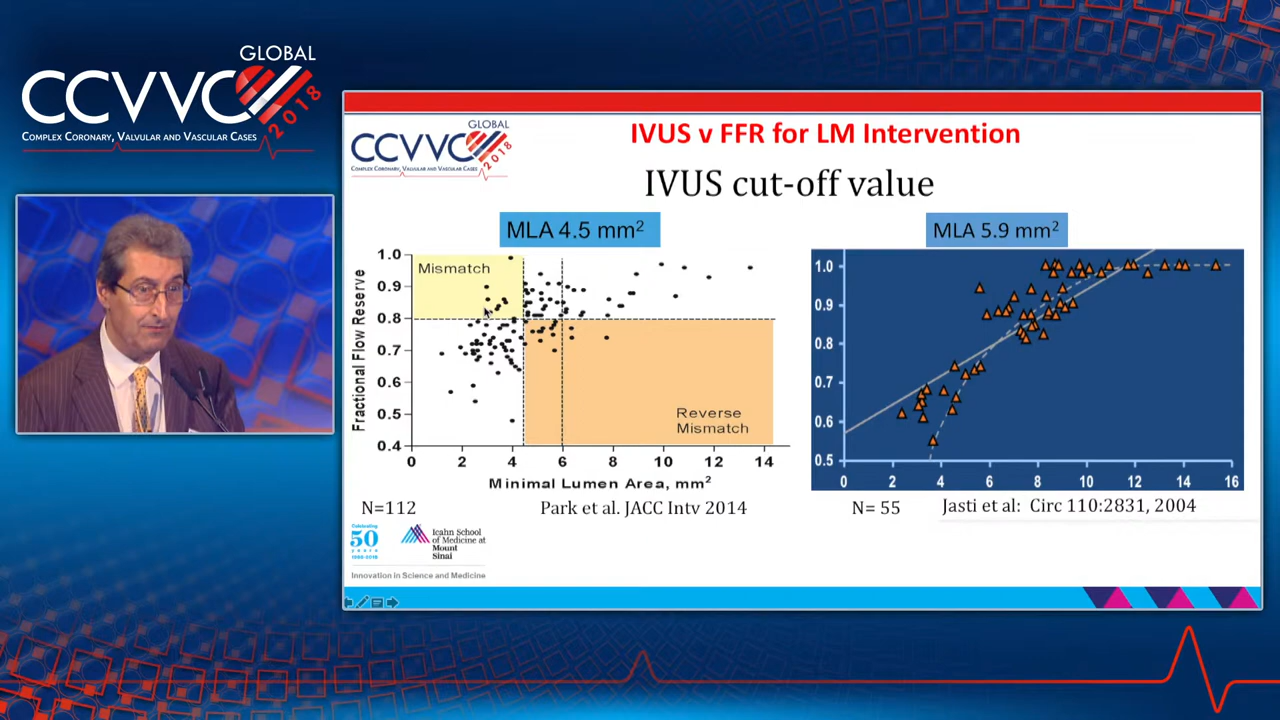 GLOBAL
CCVVC
2018
COMPLEX CORONARY, VALVULAR AND VASCULAR CASES
GLOBAL
CCVVC
2018
COMPLEX CORONARY, VALVULAR AND VASCULAR CASES
IVUS v FFR for LM Intervention
IVUS cut-off value
MLA 4.5 mm²
Fractional Flow Reserve
1.0
0.9
0.8
0.7
0.6
0.5
0.4
Mismatch
Reverse
Mismatch
0 2 4 6 8 10 12 14
Minimal Lumen Area, mm²
N=112
Park et al. JACC Intv 2014
MLA 5.9 mm²
1.0
0.9
0.8
0.7
0.6
0.5
0 2 4 6 8 10 12 14 16
N= 55
Jasti et al: Circ 110:2831, 2004
Celebrating
50
years
1968-2018
Icahn School
of Medicine at
Mount
Sinai
Innovation in Science and Medicine